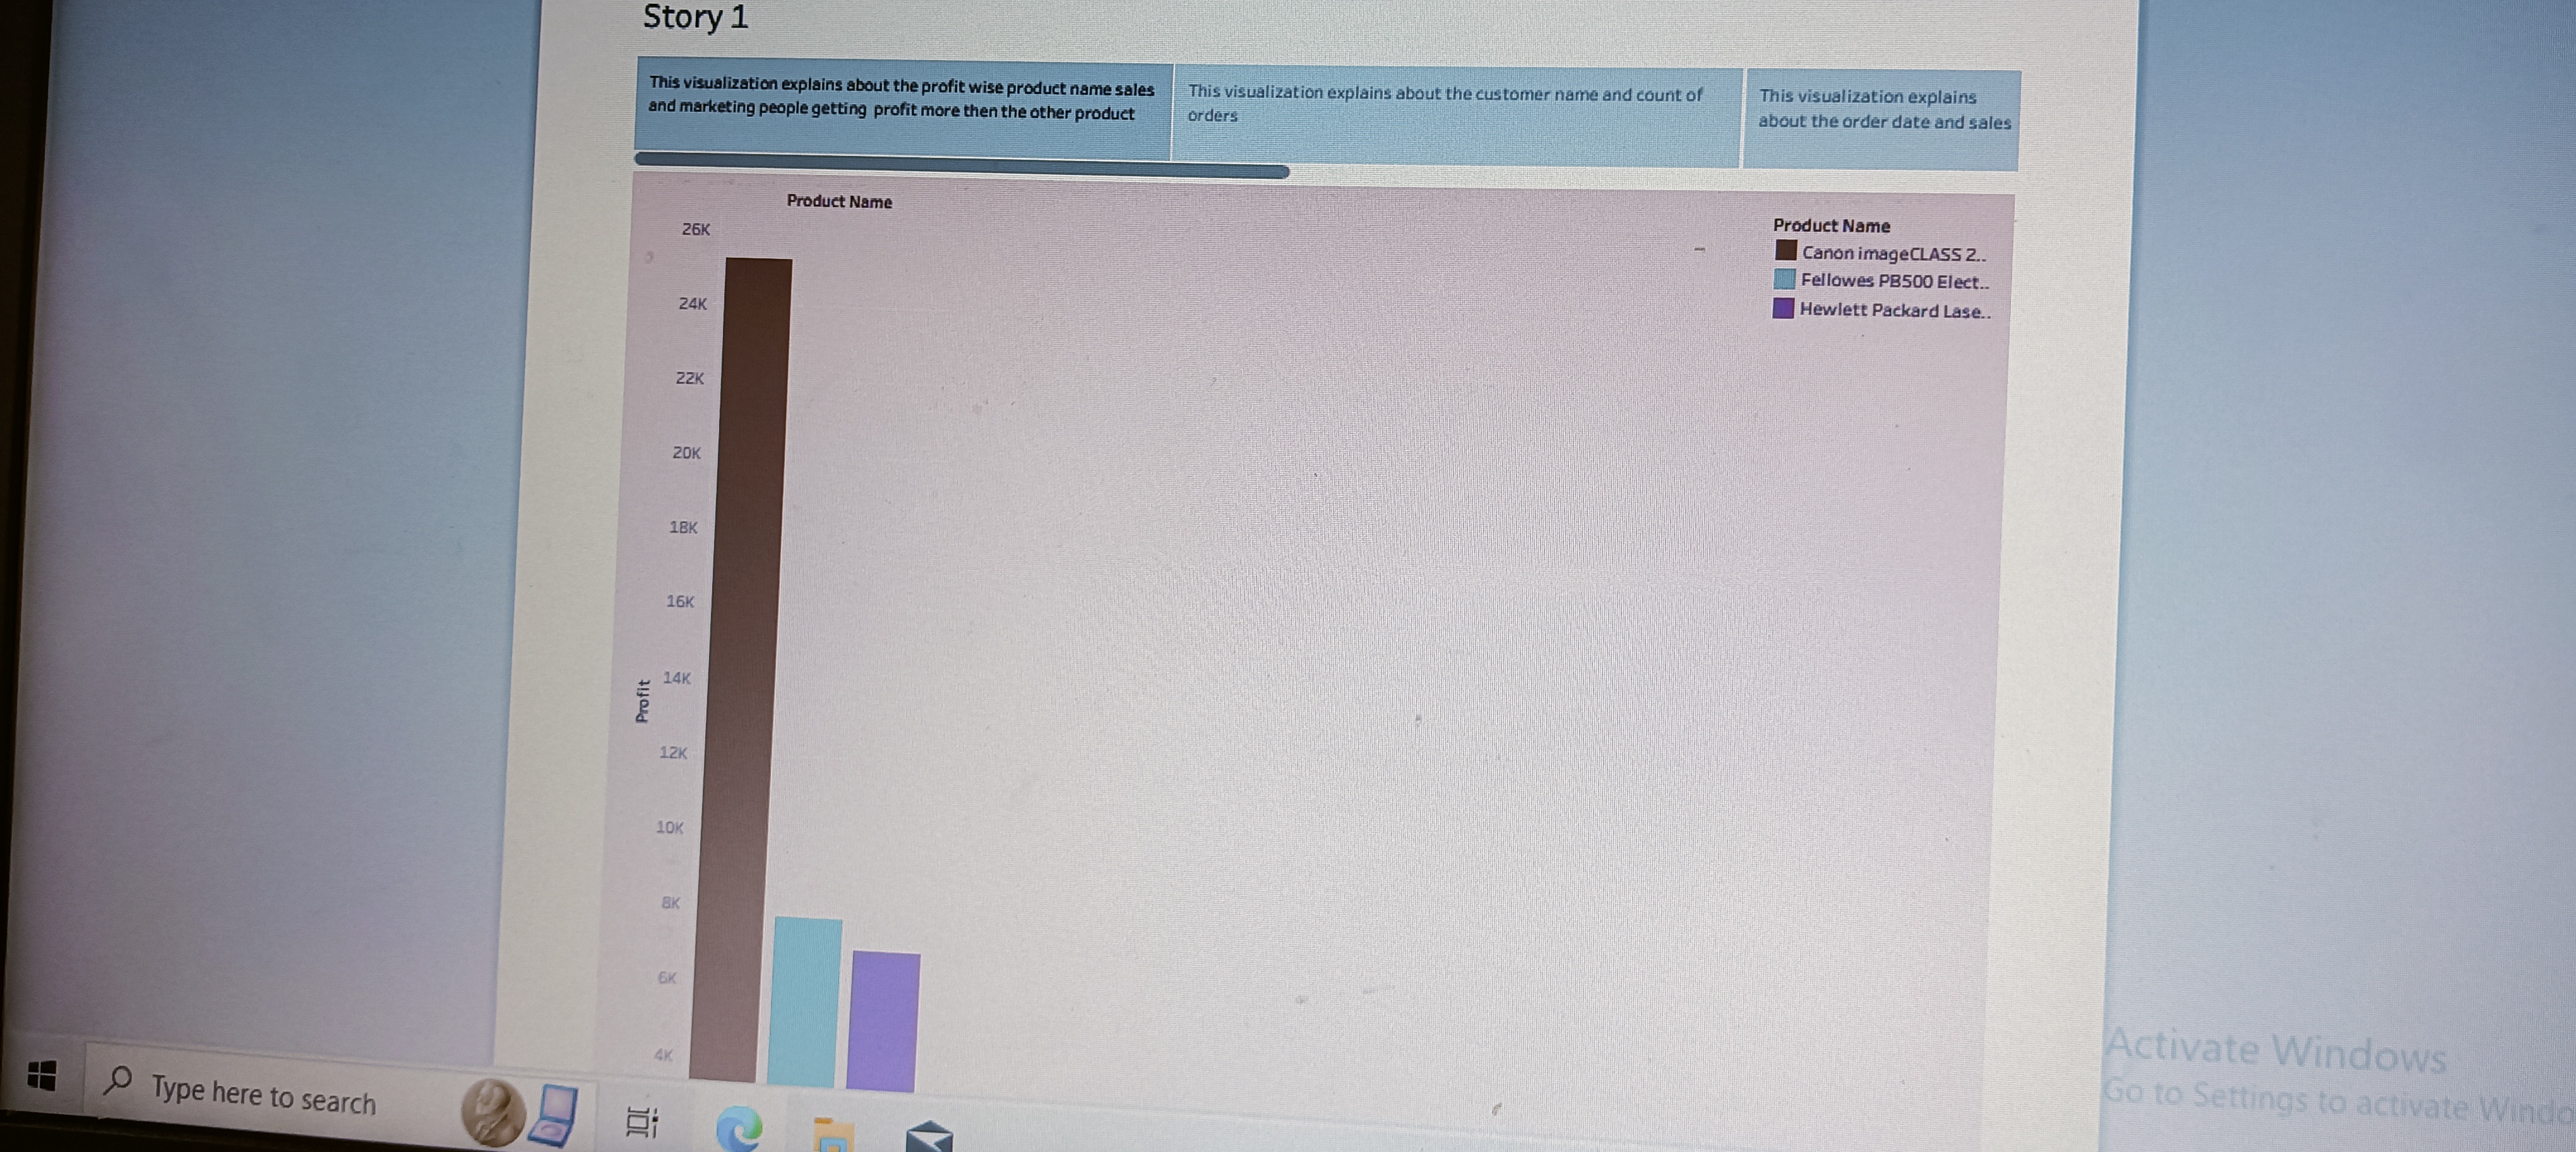 Story 1
This visualization explains about the profit wise product name sales
and marketing people getting profit more then the other product
This visualization explains about the customer name and count of
orders
This visualization explains
about the order date and sales
Product Name
26K
24K
22K
20K
18K
16K
14K
12K
10K
8K
6K
4K
Profit
Product Name
Canon imageCLASS 2..
Fellowes PB500 Elect..
Hewlett Packard Lase..
Activate Windows
Go to Settings to activate Windo
Type here to search